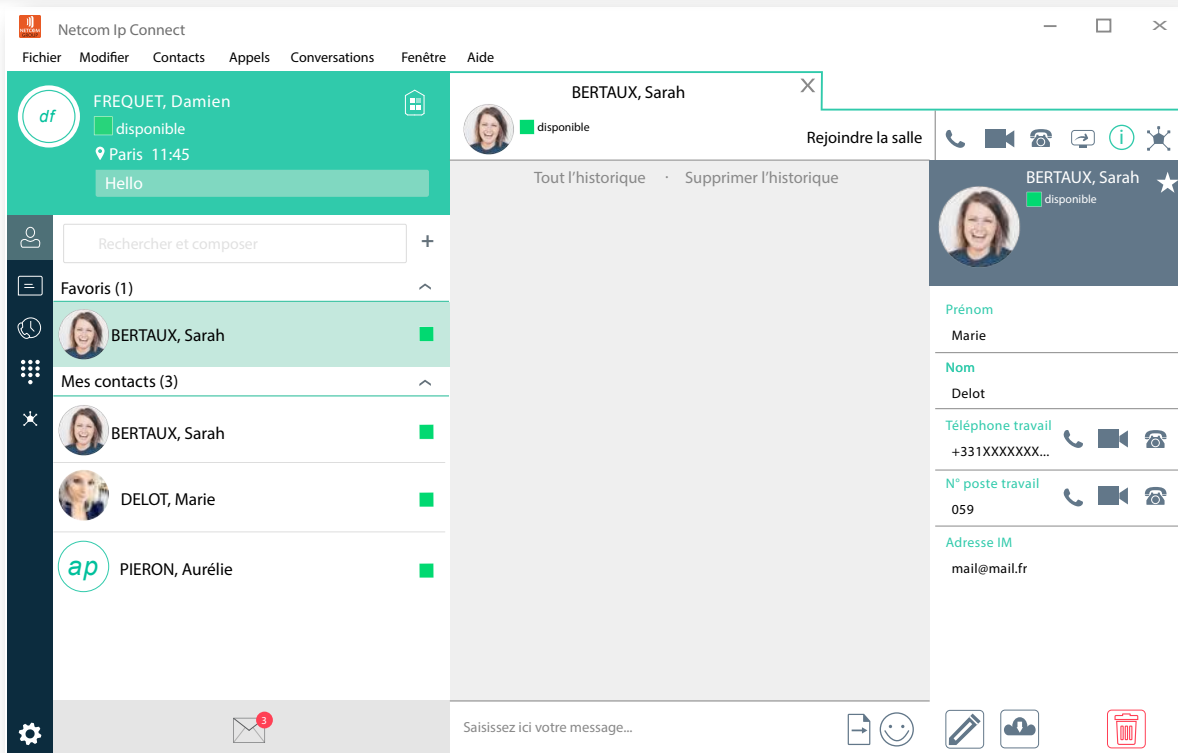 NETCOM
GROUP
Netcom Ip Connect
Fichier Modifier Contacts Appels Conversations Fenêtre Aide
df
FREQUET, Damien
disponible
Paris 11:45
Hello
Rechercher et composer +
Favoris (1)
BERTAUX, Sarah
Mes contacts (3)
BERTAUX, Sarah
DELOT, Marie
ap
PIERON, Aurélie
3
BERTAUX, Sarah X
disponible
Rejoindre la salle
Tout l’historique · Supprimer l’historique
Saisissez ici votre message...
BERTAUX, Sarah
disponible
Prénom
Marie
Nom
Delot
Téléphone travail
+331XXXXXXX...
N° poste travail
059
Adresse IM
mail@mail.fr